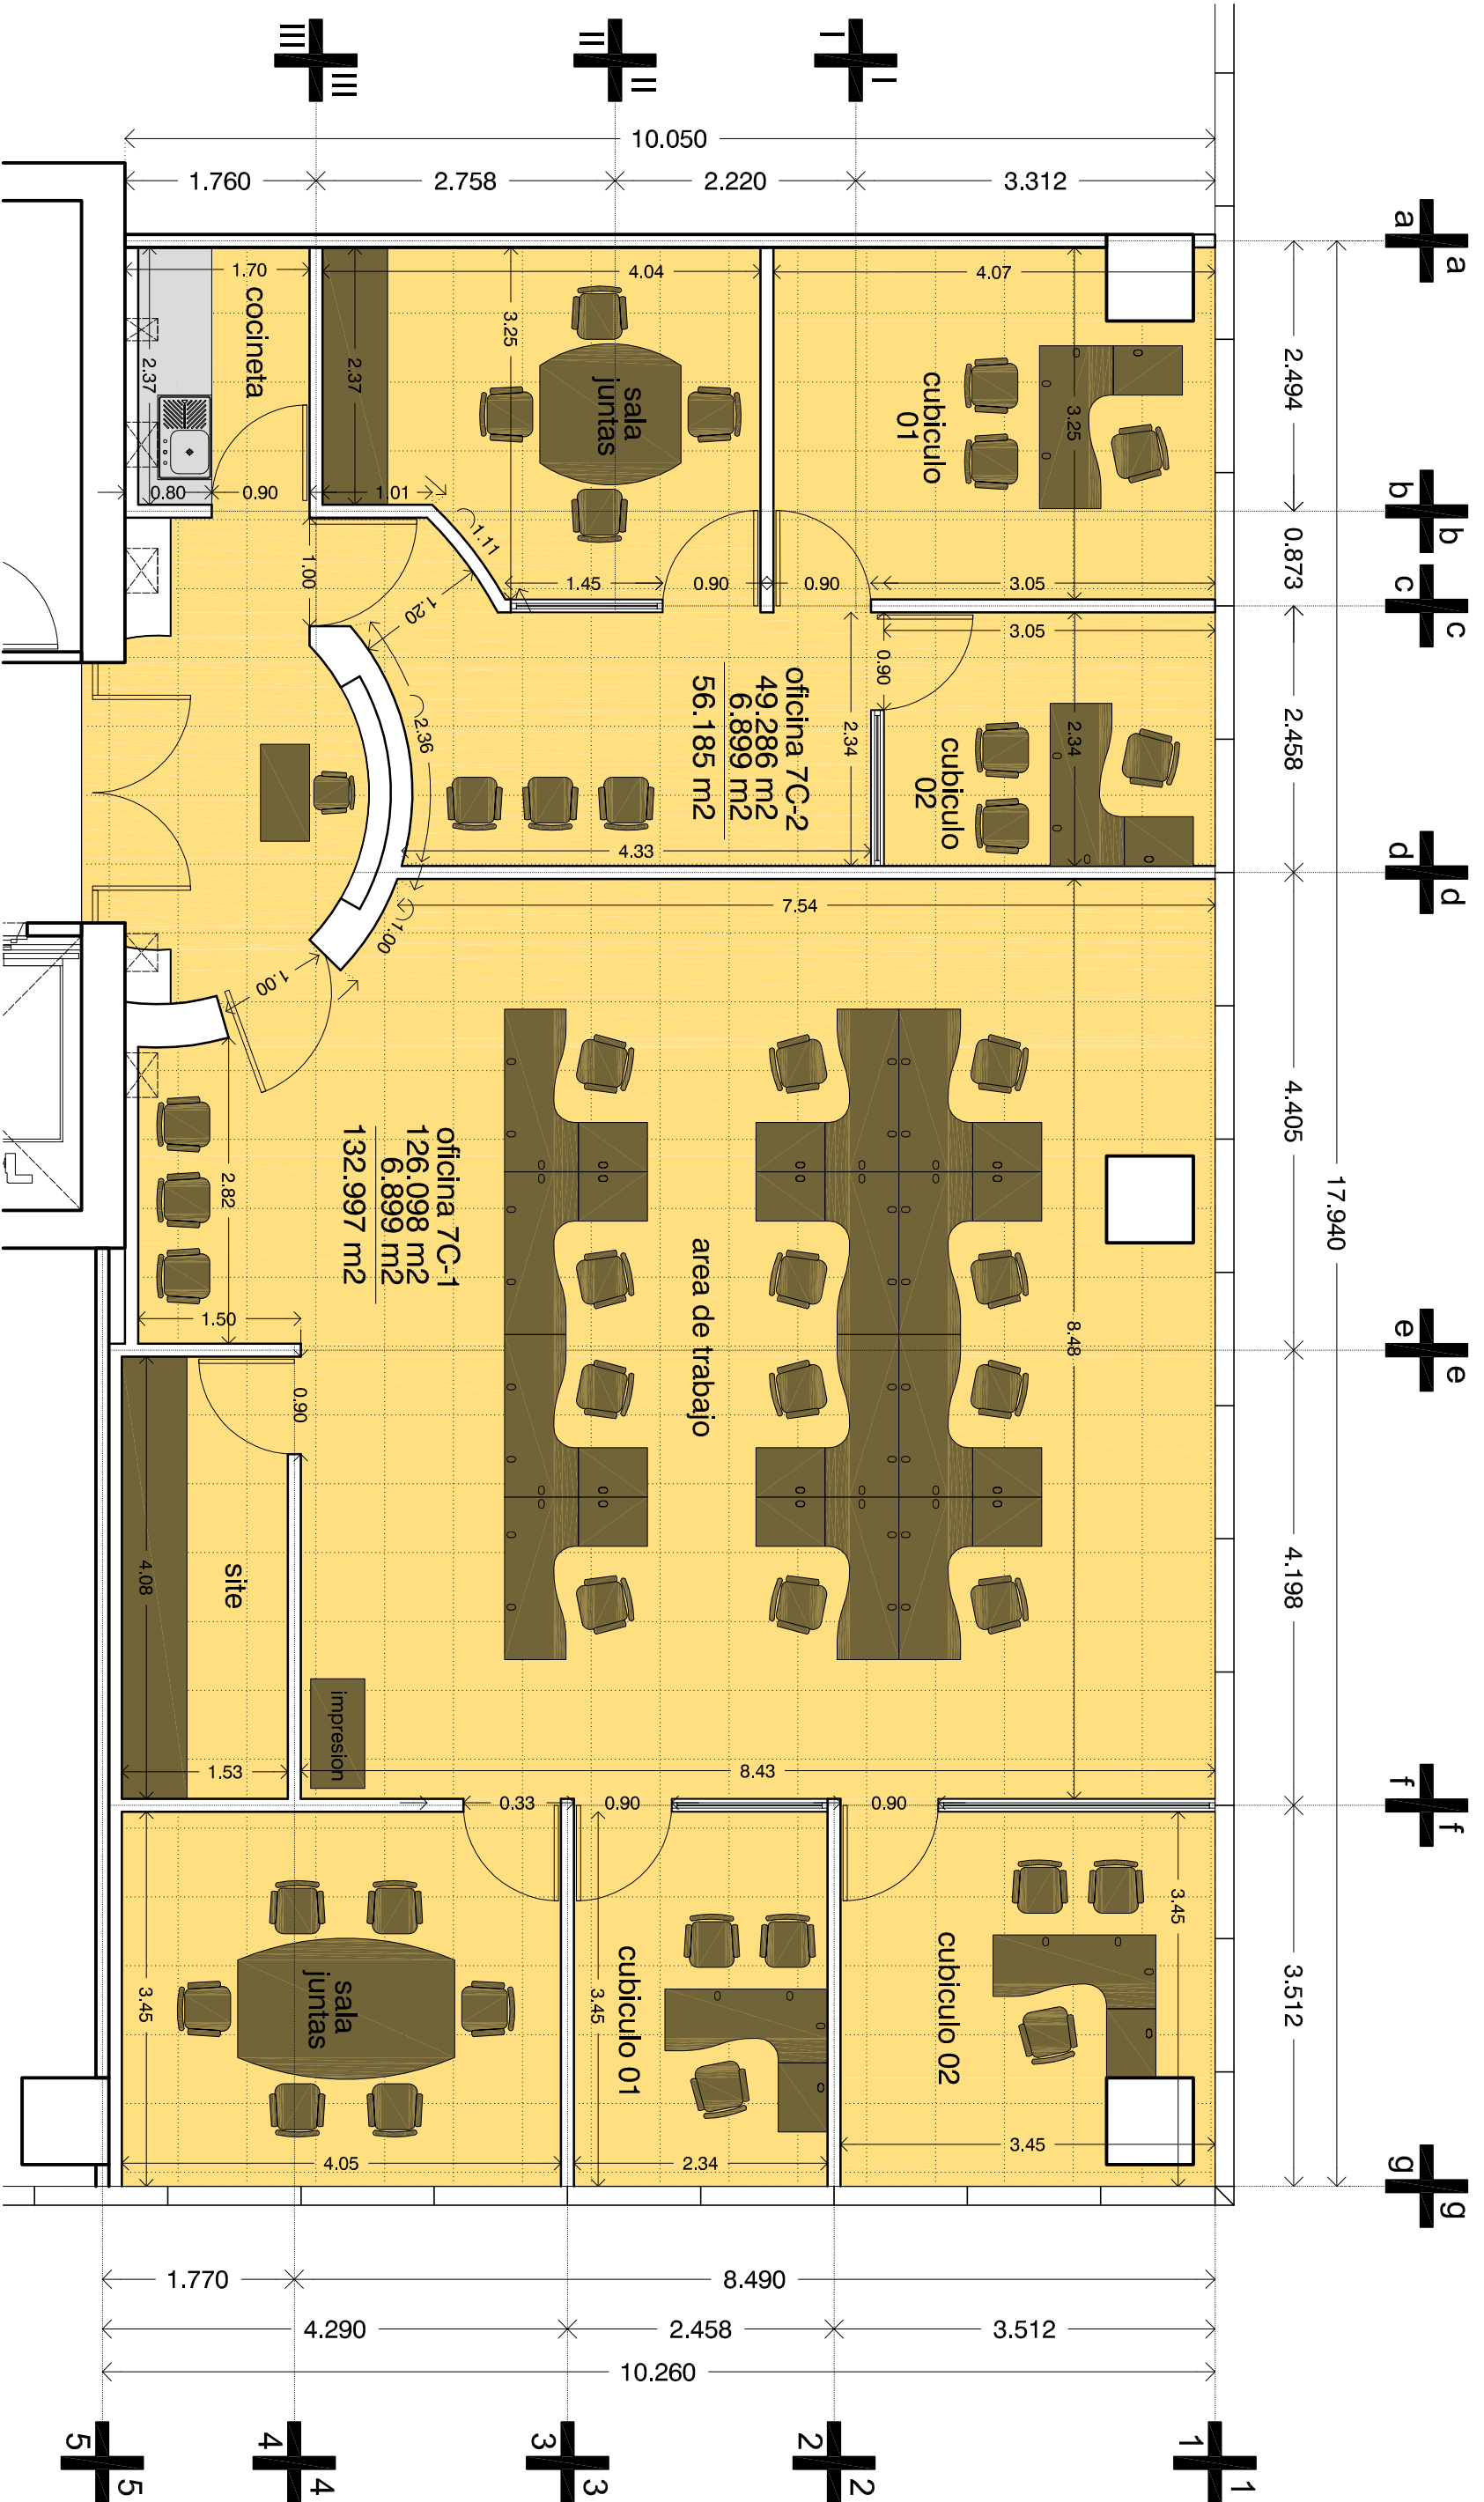 III
III
II
II
I
I
10.050
1.760
2.758
2.220
3.312
a
a
b
b
c
c
d
d
e
e
f
f
g
g
2.494
0.873
2.458
4.405
4.198
3.512
17.940
1.70
4.04
4.07
cocineta
2.37
2.37
3.25
sala
juntas
cubiculo
01
3.25
0.80
0.90
1.01
1.11
1.00
1.20
1.45
0.90
0.90
3.05
3.05
0.90
2.34
2.34
cubiculo
02
oficina 7C-2
49.286 m2
6.899 m2
56.185 m2
2.36
4.33
7.54
1.00
1.00
oficina 7C-1
126.098 m2
6.899 m2
132.997 m2
2.82
1.50
area de trabajo
8.48
0.90
4.08
site
impresion
1.53
8.43
0.33
0.90
0.90
3.45
sala
juntas
3.45
4.05
cubiculo 01
3.45
2.34
cubiculo 02
3.45
1.770
8.490
4.290
2.458
3.512
10.260
5
5
4
4
3
3
2
2
1
1